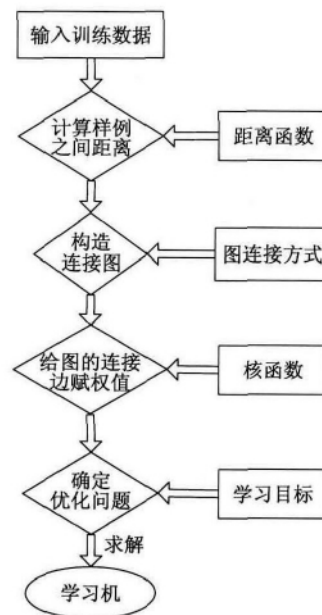 输入训练数据
计算样例
之间距离
距离函数
构造
连接图
图连接方式
给图的连接
边赋权值
核函数
确定
优化问题
学习目标
求解
学习机